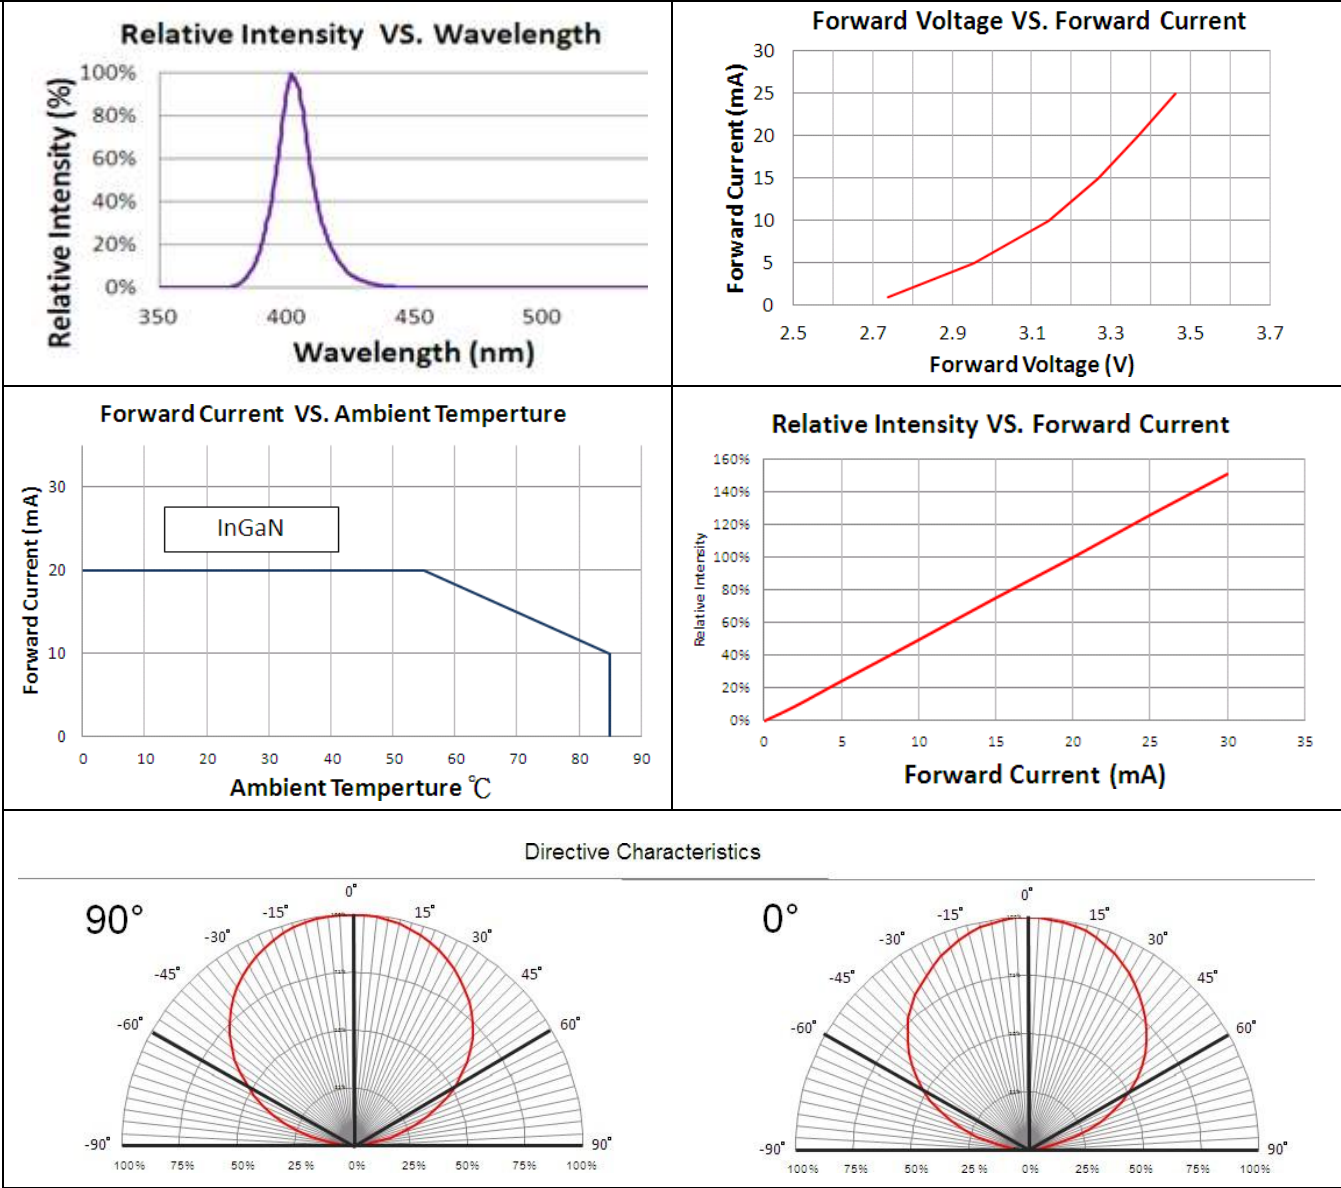 Relative Intensity VS. Wavelength
Relative Intensity (%)
100%
80%
60%
40%
20%
0%
350 400 450 500
Wavelength (nm)
Forward Voltage VS. Forward Current
Forward Current (mA)
30
25
20
15
10
5
0
2.5 2.7 2.9 3.1 3.3 3.5 3.7
Forward Voltage (V)
Forward Current VS. Ambient Temperture
Forward Current (mA)
30
InGaN
20
10
0
0 10 20 30 40 50 60 70 80 90
Ambient Temperture ℃
Relative Intensity VS. Forward Current
Relative Intensity
160%
140%
120%
100%
80%
60%
40%
20%
0%
0 5 10 15 20 25 30 35
Forward Current (mA)
Directive Characteristics
90°
0°
-15° 15°
-30° 30°
-45° 45°
-60° 60°
-90° 90°
100% 75% 50% 25 % 0% 25% 50% 75% 100%
0°
0°
-15° 15°
-30° 30°
-45° 45°
-60° 60°
-90° 90°
100% 75% 50% 25 % 0% 25% 50% 75% 100%